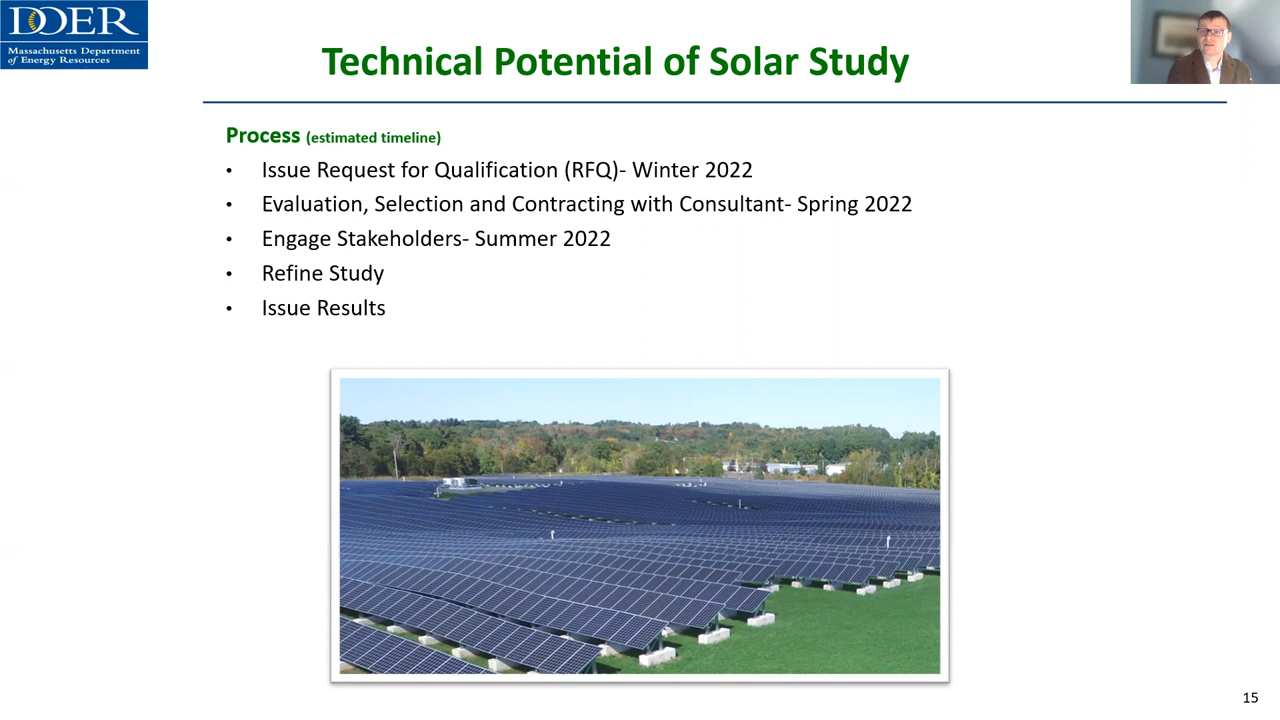 DOER
Massachusetts Department
of Energy Resources
Technical Potential of Solar Study
Process (estimated timeline)
• Issue Request for Qualification (RFQ)- Winter 2022
• Evaluation, Selection and Contracting with Consultant- Spring 2022
• Engage Stakeholders- Summer 2022
• Refine Study
• Issue Results
15